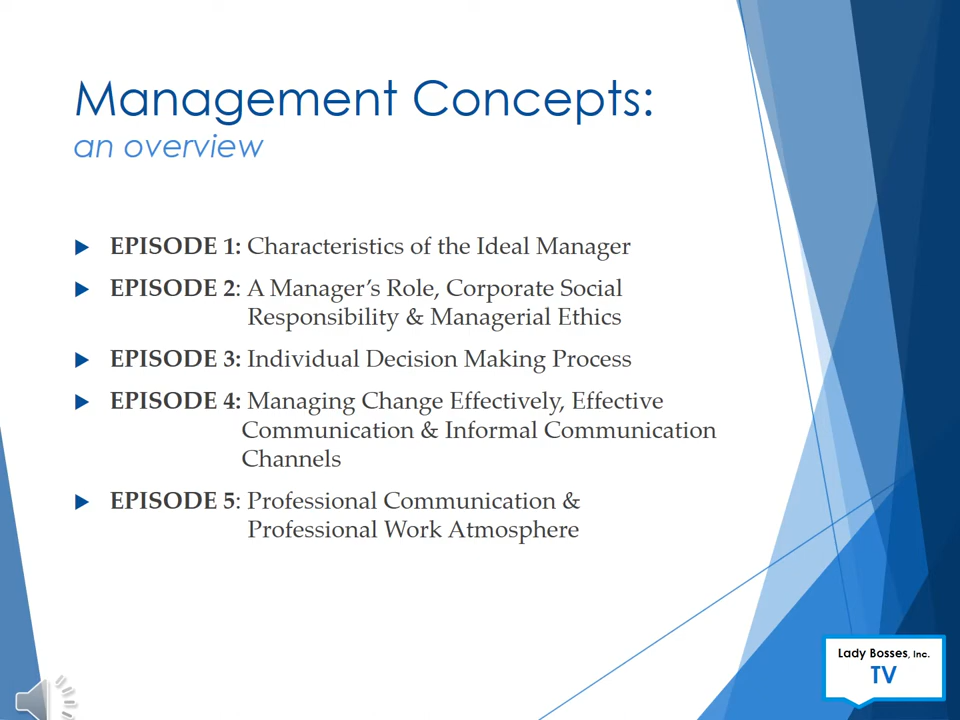 Management Concepts:
an overview
EPISODE 1: Characteristics of the Ideal Manager
EPISODE 2: A Manager’s Role, Corporate Social
Responsibility & Managerial Ethics
EPISODE 3: Individual Decision Making Process
EPISODE 4: Managing Change Effectively, Effective
Communication & Informal Communication
Channels
EPISODE 5: Professional Communication &
Professional Work Atmosphere
Lady Bosses, Inc.
TV